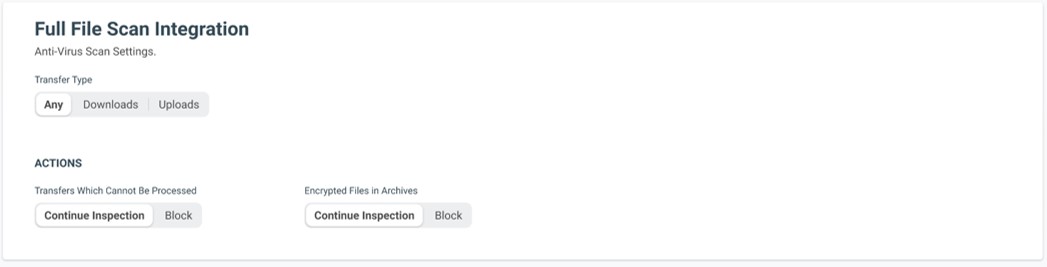 Full File Scan Integration
Anti-Virus Scan Settings.
Transfer Type
Any Downloads Uploads
ACTIONS
Transfers Which Cannot Be Processed Encrypted Files in Archives
Continue Inspection Block Continue Inspection Block